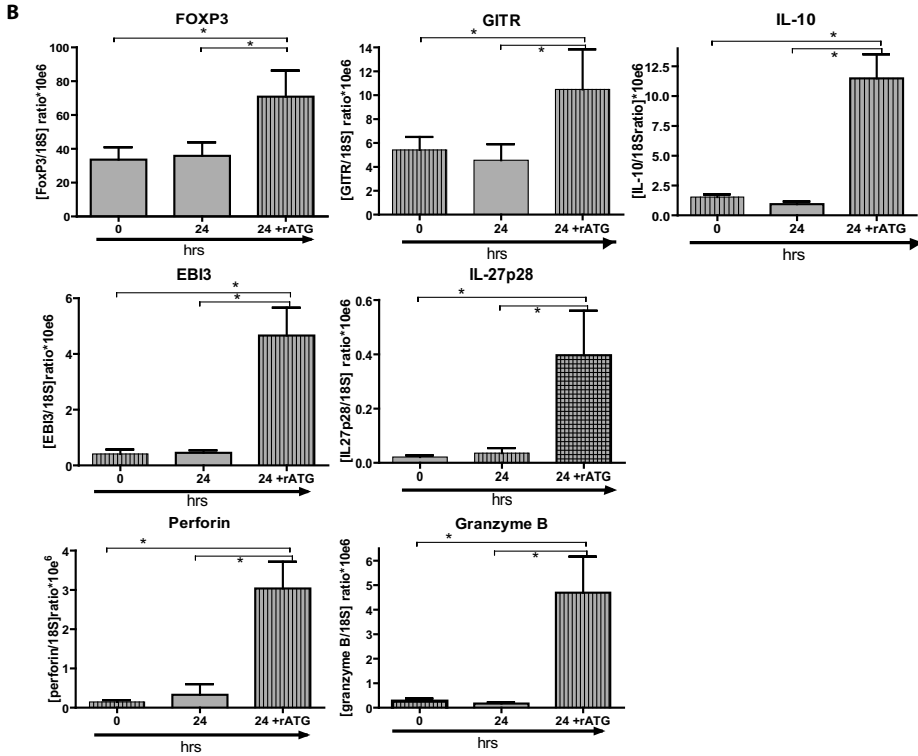 B
FOXP3
[FoxP3/18S] ratio*10e6
100
80
60
40
20
0
*
*
0 24 24 +rATG
hrs
GITR
[GITR/18S] ratio*10e6
14
12
10
8
6
4
2
0
*
*
0 24 24 +rATG
hrs
IL-10
[IL-10/18Sratio]*10e6
12.5
10.0
7.5
5.0
2.5
0.0
*
*
0 24 24 +rATG
hrs
EBI3
[EBI3/18S]ratio*10e6
6
4
2
0
*
*
0 24 24 +rATG
hrs
IL-27p28
[IL27p28/18S] ratio*10e6
0.6
0.4
0.2
0.0
*
*
0 24 24 +rATG
hrs
Perforin
[perforin/18S]ratio*10e⁶
4
3
2
1
0
*
*
0 24 24 +rATG
hrs
Granzyme B
[granzyme B/18S] ratio*10e6
6
5
4
3
2
1
0
*
*
0 24 24 +rATG
hrs